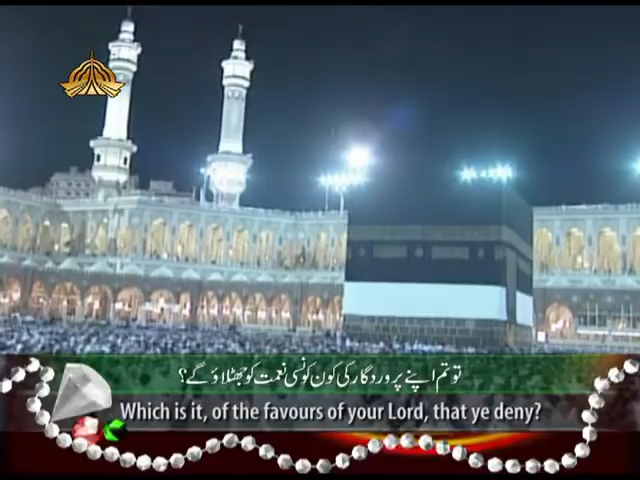 تو تم اپنے پروردگار کی کون کونسی نعمت کو جھٹلاؤ گے؟
Which is it, of the favours of your Lord, that ye deny?